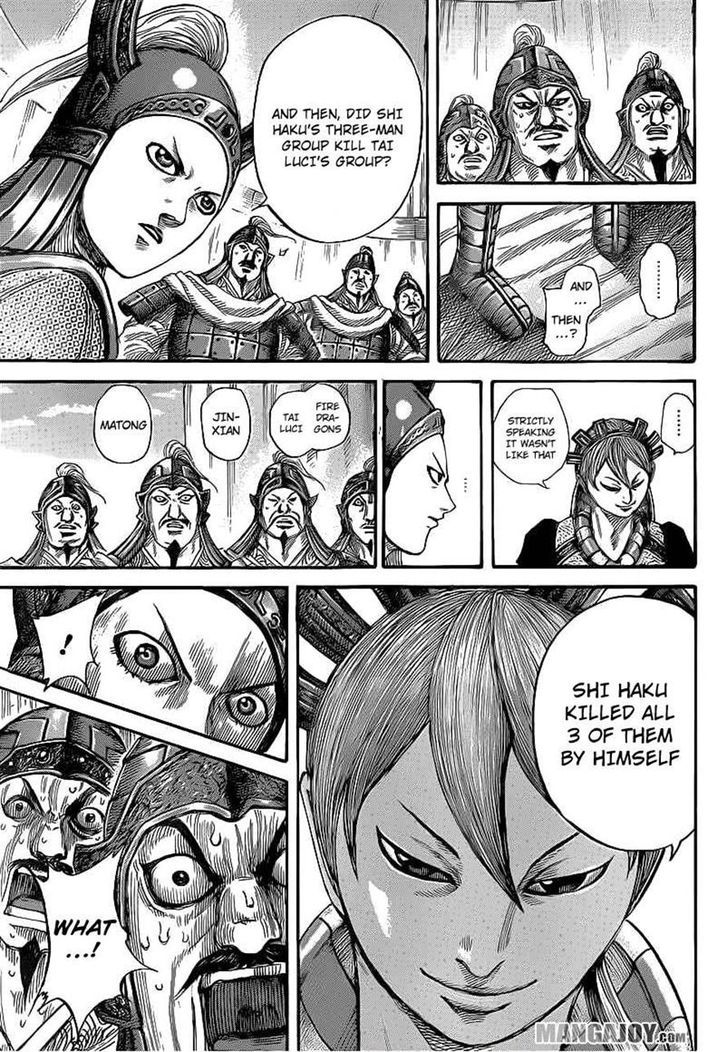 .........
AND
...
THEN
...?
AND THEN, DID SHI
HAKU'S THREE-MAN
GROUP KILL TAI
LUCI'S GROUP?
.........
STRICTLY
SPEAKING
IT WASN'T
LIKE THAT
......
FIRE
DRA-
GONS
TAI
LUCI
JIN-
XIAN
MATONG
SHI HAKU
KILLED ALL
3 OF THEM
BY HIMSELF
!
WHAT
...!
MANGAJOY.com